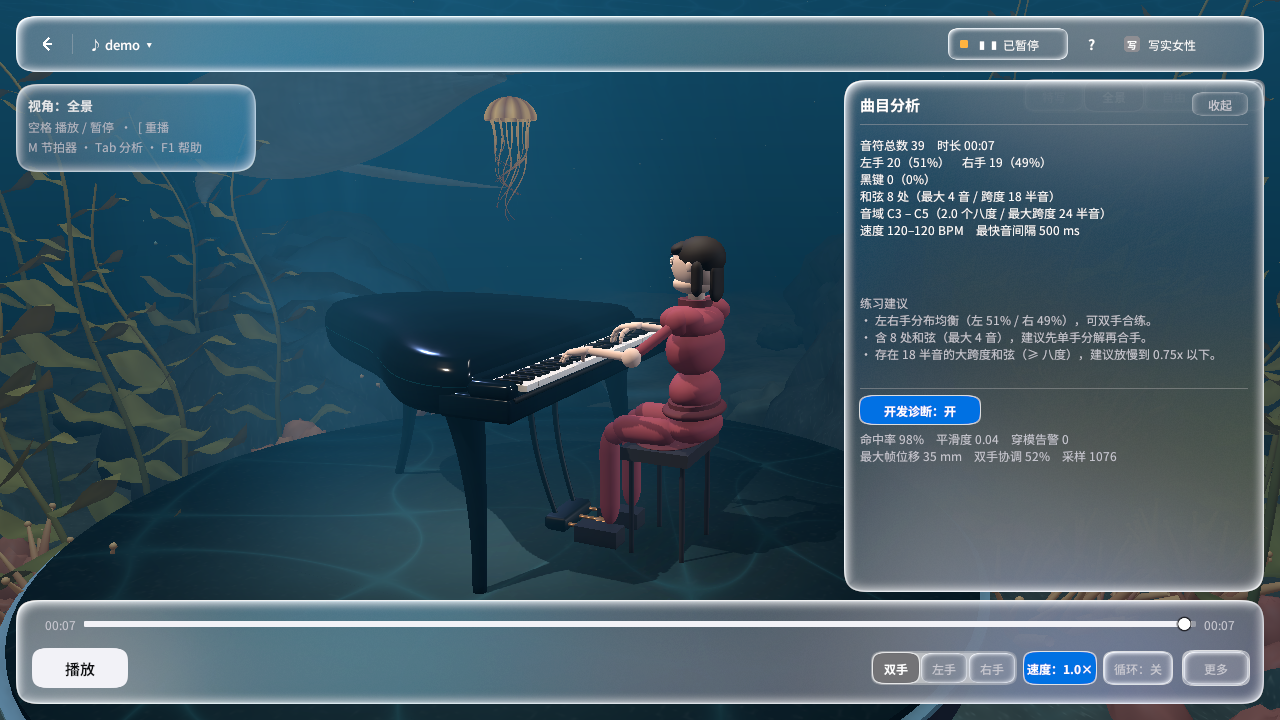 ♪ demo ▾
▮▮ 已暂停
?
写 写实女性
视角：全景
空格 播放 / 暂停 · [ 重播
M 节拍器 · Tab 分析 · F1 帮助
曲目分析
全景
收起
音符总数 39 时长 00:07
左手 20（51%） 右手 19（49%）
黑键 0（0%）
和弦 8 处（最大 4 音 / 跨度 18 半音）
音域 C3 – C5（2.0 个八度 / 最大跨度 24 半音）
速度 120–120 BPM 最快音间隔 500 ms
练习建议
· 左右手分布均衡（左 51% / 右 49%），可双手合练。
· 含 8 处和弦（最大 4 音），建议先单手分解再合手。
· 存在 18 半音的大跨度和弦（≥ 八度），建议放慢到 0.75x 以下。
开发诊断：开
命中率 98% 平滑度 0.04 穿模告警 0
最大帧位移 35 mm 双手协调 52% 采样 1076
00:07
00:07
播放
双手
左手
右手
速度：1.0×
循环：关
更多